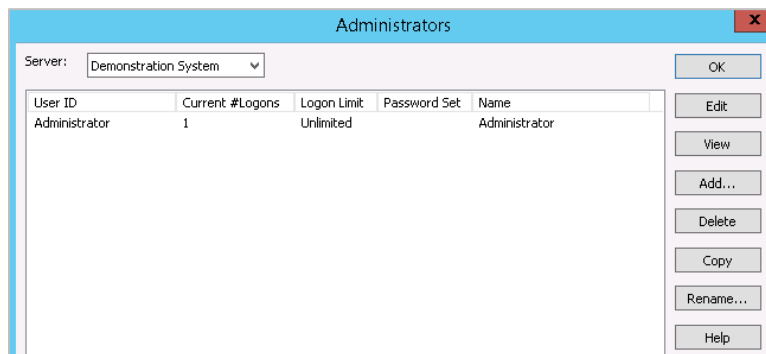 Administrators
x
Server: Demonstration System
OK
User ID Current #Logons Logon Limit Password Set Name
Edit
Administrator 1 Unlimited Administrator
View
Add...
Delete
Copy
Rename...
Help